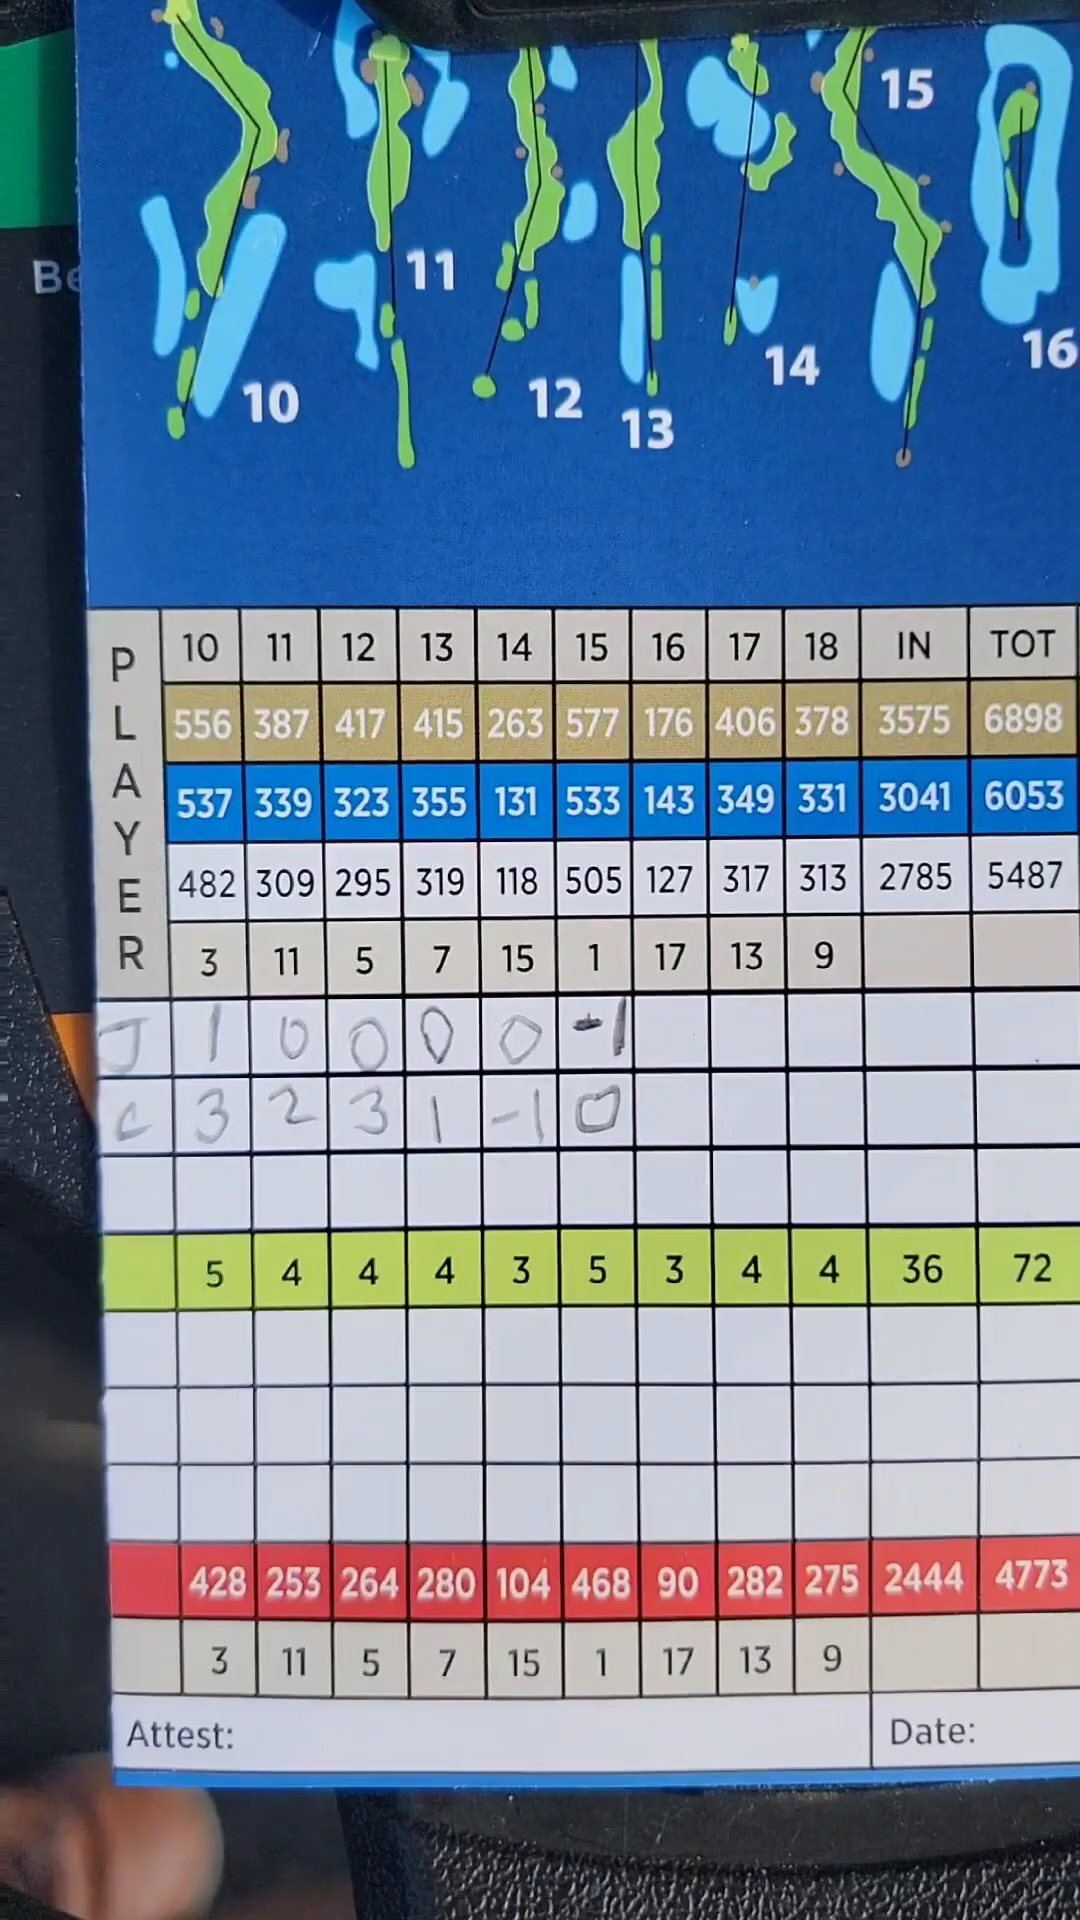 Be
15
11
16
14
10
12
13
PLAYER 10 11 12 13 14 15 16 17 18 IN TOT
556 387 417 415 263 577 176 406 378 3575 6898
537 339 323 355 131 533 143 349 331 3041 6053
482 309 295 319 118 505 127 317 313 2785 5487
3 11 5 7 15 1 17 13 9
J 1 0 0 0 0 -1
C 3 2 3 1 -1 0
5 4 4 4 3 5 3 4 4 36 72
428 253 264 280 104 468 90 282 275 2444 4773
3 11 5 7 15 1 17 13 9
Attest: Date: